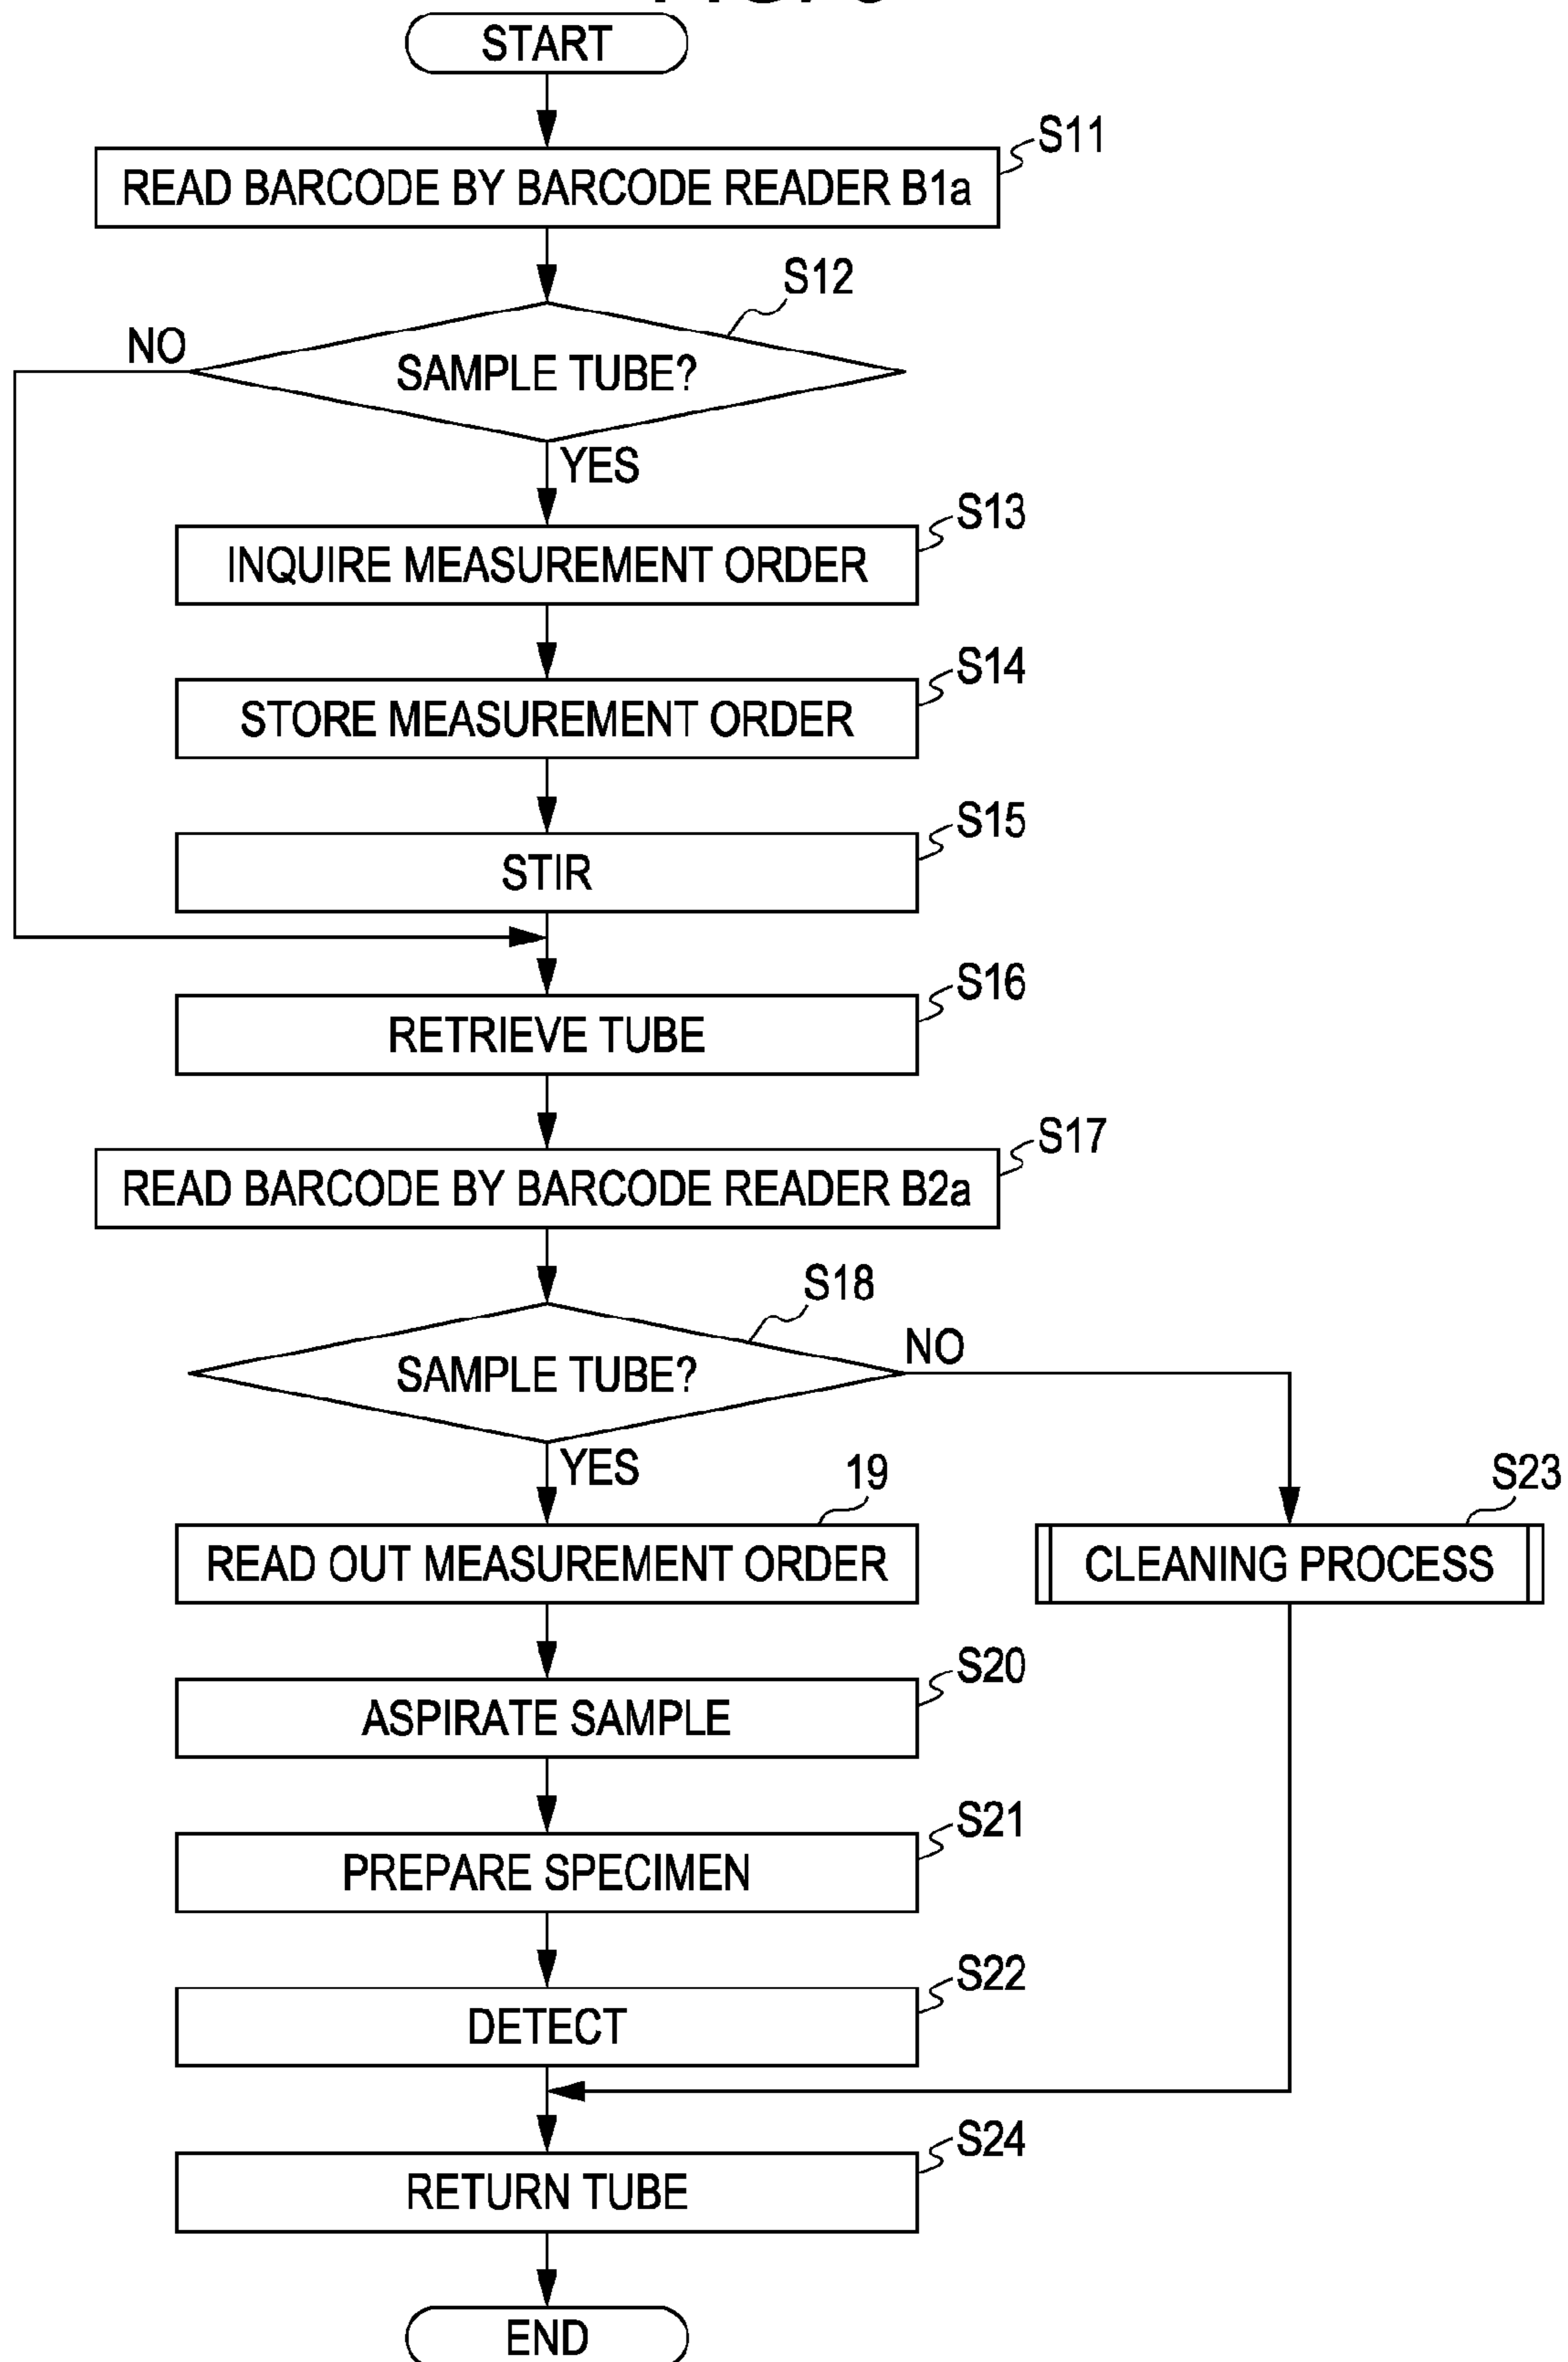 START
S11
READ BARCODE BY BARCODE READER B1a
S12
NO
SAMPLE TUBE?
YES
S13
INQUIRE MEASUREMENT ORDER
S14
STORE MEASUREMENT ORDER
S15
STIR
S16
RETRIEVE TUBE
S17
READ BARCODE BY BARCODE READER B2a
S18
NO
SAMPLE TUBE?
YES
19
S23
READ OUT MEASUREMENT ORDER
CLEANING PROCESS
S20
ASPIRATE SAMPLE
S21
PREPARE SPECIMEN
S22
DETECT
S24
RETURN TUBE
END